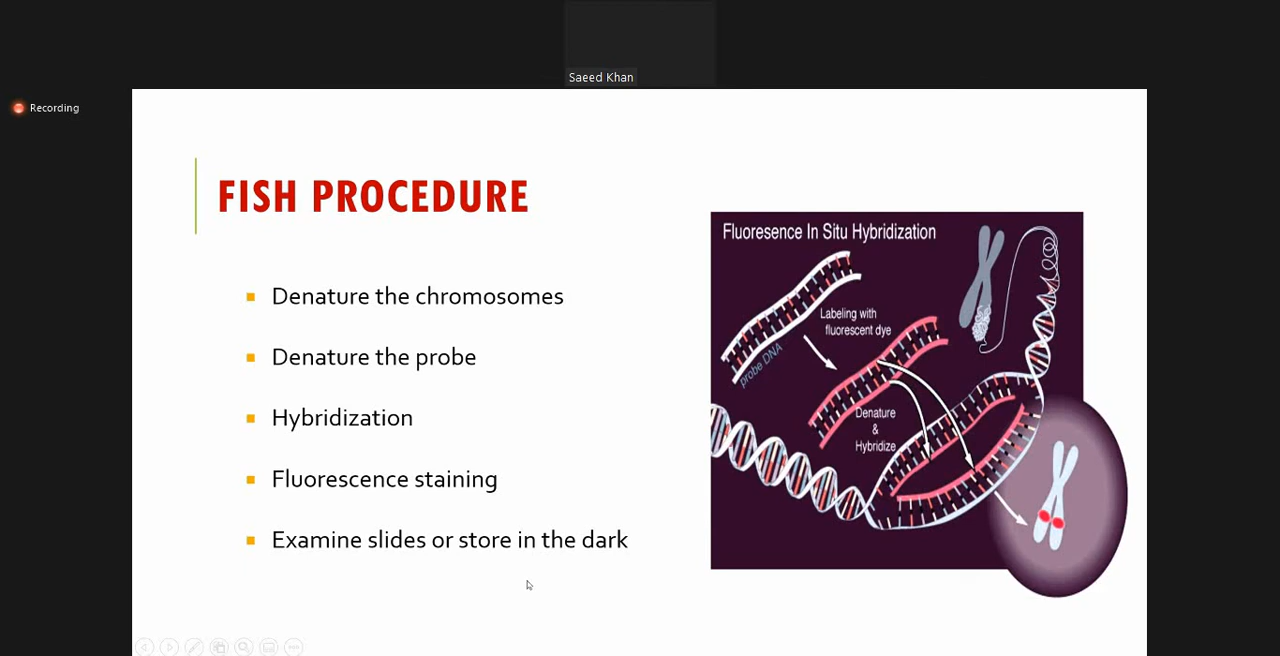 Saeed Khan
Recording
FISH PROCEDURE
Denature the chromosomes
Denature the probe
Hybridization
Fluorescence staining
Examine slides or store in the dark
Fluoresence In Situ Hybridization
Labeling with
fluorescent dye
probe DNA
Denature
&
Hybridize